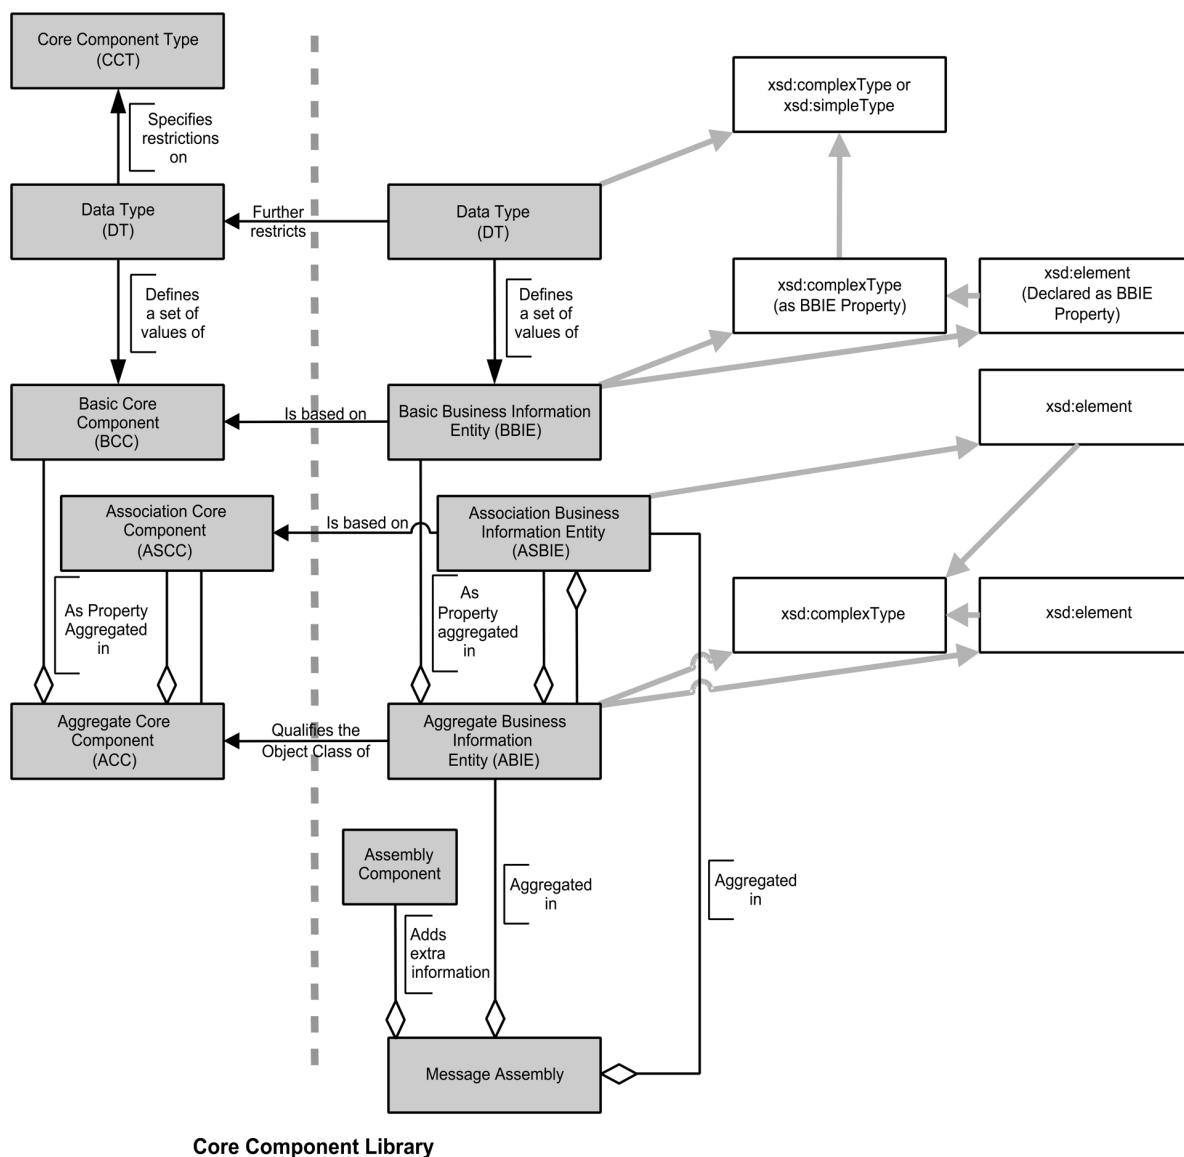 Core Component Type
(CCT)
Specifies
restrictions
on
xsd:complexType or
xsd:simpleType
Data Type
(DT)
Further
restricts
Data Type
(DT)
Defines
a set of
values of
Defines
a set of
values of
xsd:complexType
(as BBIE Property)
xsd:element
(Declared as BBIE
Property)
Basic Core
Component
(BCC)
Is based on
Basic Business Information
Entity (BBIE)
xsd:element
Association Core
Component
(ASCC)
Is based on
Association Business
Information Entity
(ASBIE)
As Property
Aggregated
in
As
Property
aggregated
in
xsd:complexType
xsd:element
Aggregate Core
Component
(ACC)
Qualifies the
Object Class of
Aggregate Business
Information
Entity (ABIE)
Assembly
Component
Aggregated
in
Aggregated
in
Adds
extra
information
Message Assembly
Core Component Library